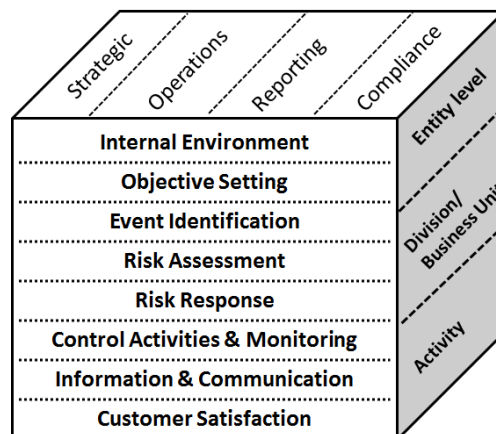 Strategic
Operations
Reporting
Compliance
Internal Environment
Objective Setting
Event Identification
Risk Assessment
Risk Response
Control Activities & Monitoring
Information & Communication
Customer Satisfaction
Entity level
Division/
Business Unit
Activity